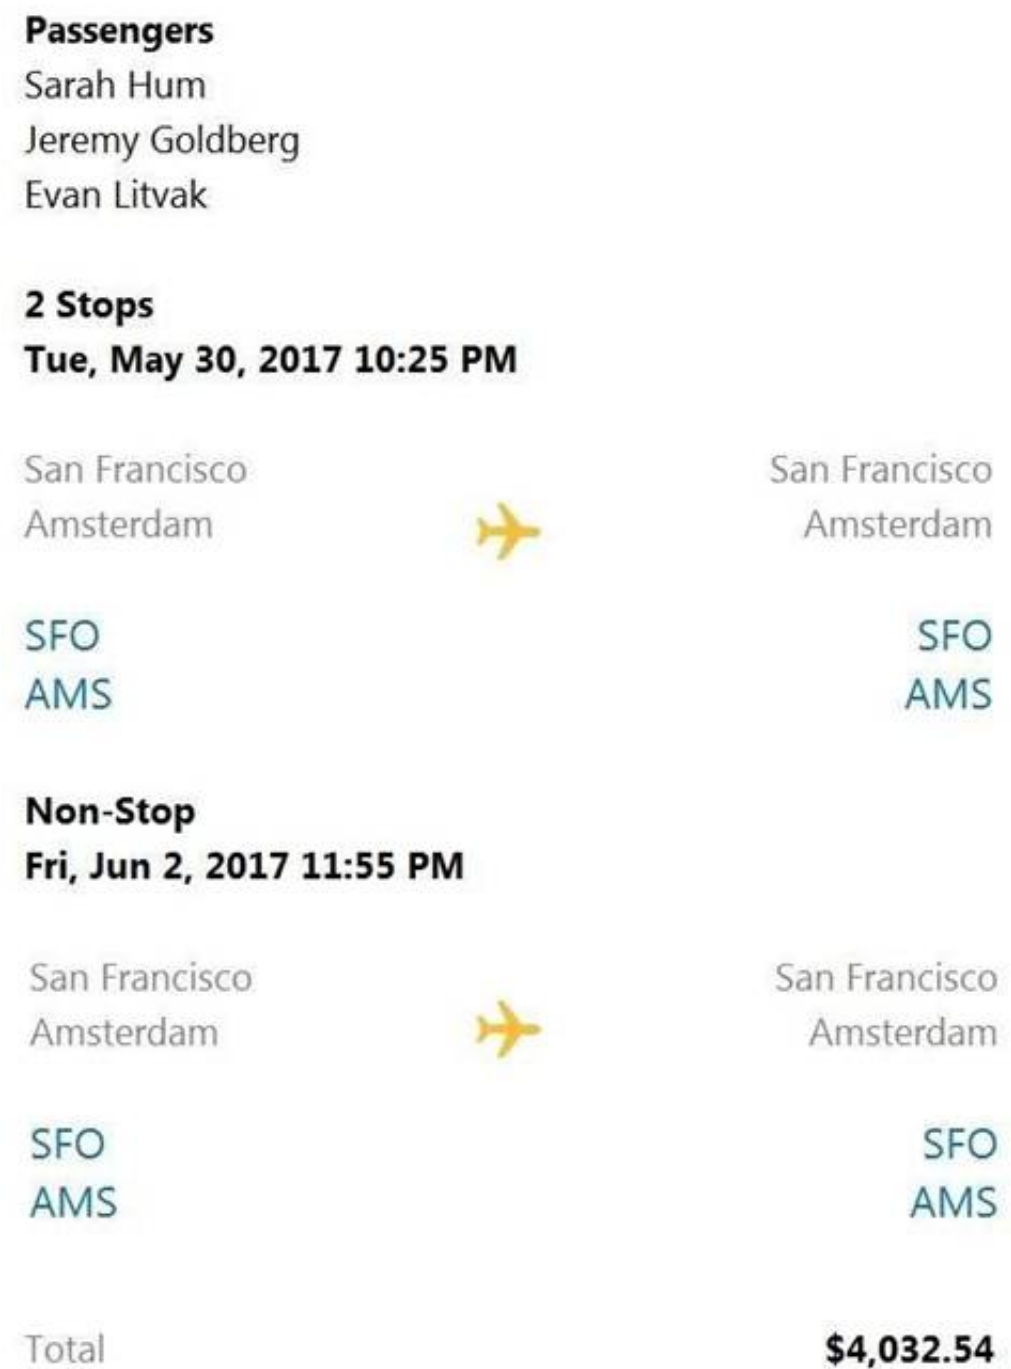 Passengers
Sarah Hum
Jeremy Goldberg
Evan Litvak
2 Stops
Tue, May 30, 2017 10:25 PM
San Francisco San Francisco
Amsterdam Amsterdam
SFO SFO
AMS AMS
Non-Stop
Fri, Jun 2, 2017 11:55 PM
San Francisco San Francisco
Amsterdam Amsterdam
SFO SFO
AMS AMS
Total $4,032.54